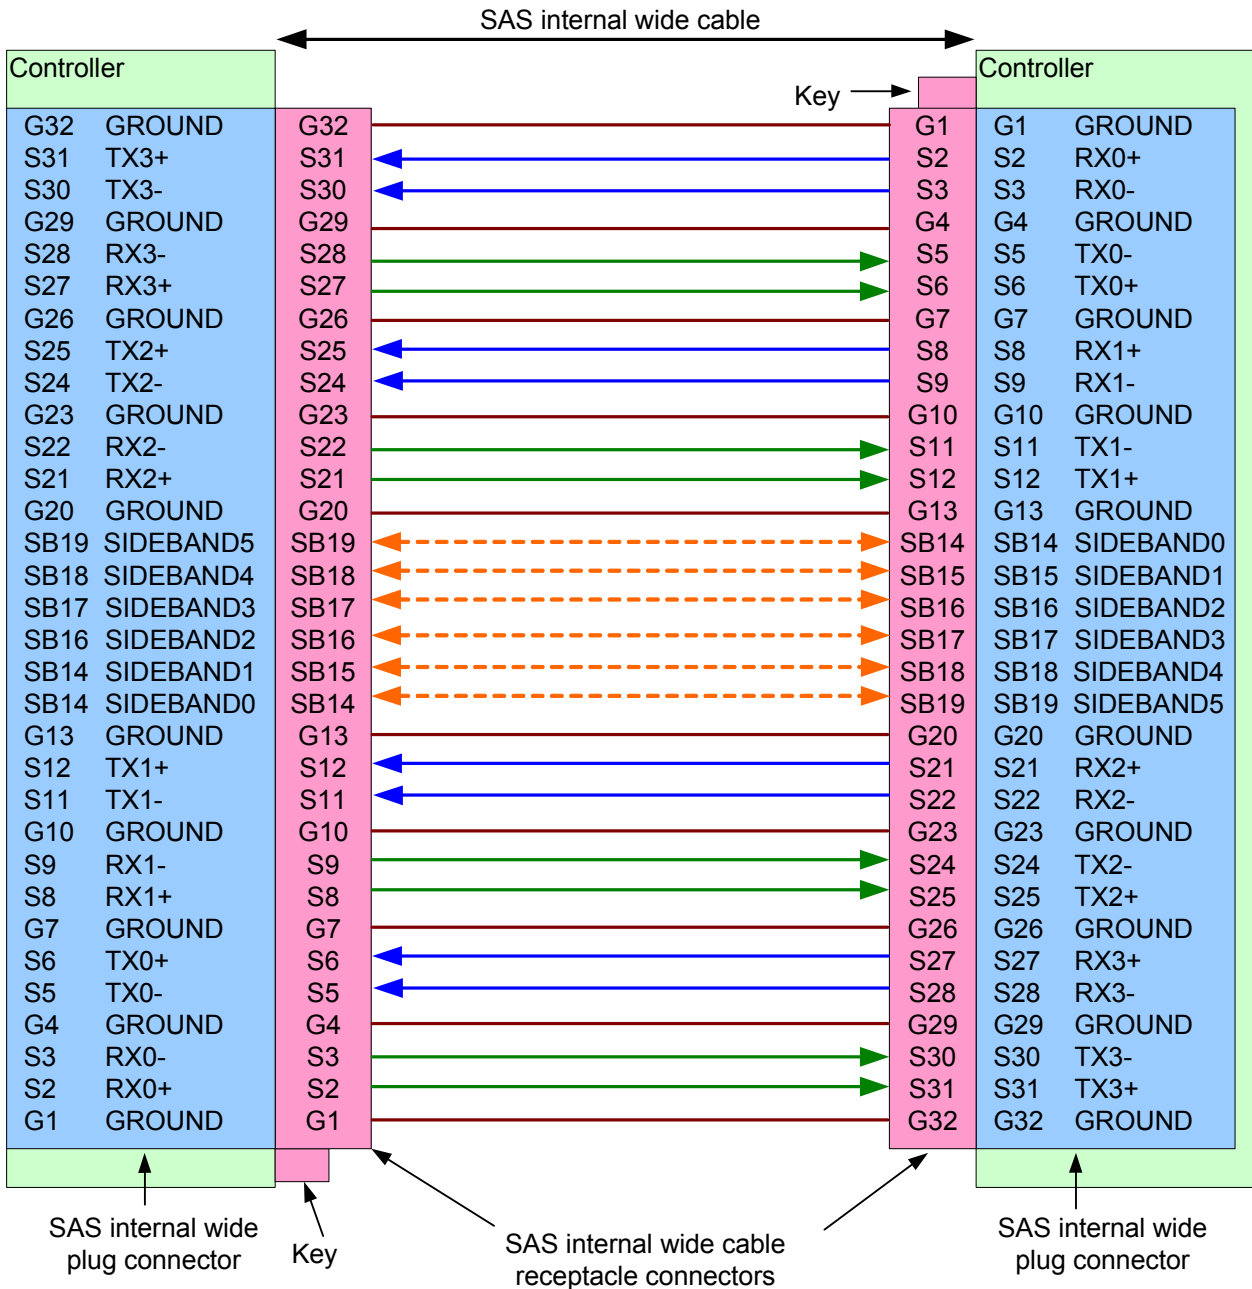 SAS internal wide cable
Controller Controller
Key
G32 GROUND G32 G1 G1 GROUND
S31 TX3+ S31 S2 S2 RX0+
S30 TX3- S30 S3 S3 RX0-
G29 GROUND G29 G4 G4 GROUND
S28 RX3- S28 S5 S5 TX0-
S27 RX3+ S27 S6 S6 TX0+
G26 GROUND G26 G7 G7 GROUND
S25 TX2+ S25 S8 S8 RX1+
S24 TX2- S24 S9 S9 RX1-
G23 GROUND G23 G10 G10 GROUND
S22 RX2- S22 S11 S11 TX1-
S21 RX2+ S21 S12 S12 TX1+
G20 GROUND G20 G13 G13 GROUND
SB19 SIDEBAND5 SB19 SB14 SB14 SIDEBAND0
SB18 SIDEBAND4 SB18 SB15 SB15 SIDEBAND1
SB17 SIDEBAND3 SB17 SB16 SB16 SIDEBAND2
SB16 SIDEBAND2 SB16 SB17 SB17 SIDEBAND3
SB14 SIDEBAND1 SB15 SB18 SB18 SIDEBAND4
SB14 SIDEBAND0 SB14 SB19 SB19 SIDEBAND5
G13 GROUND G13 G20 G20 GROUND
S12 TX1+ S12 S21 S21 RX2+
S11 TX1- S11 S22 S22 RX2-
G10 GROUND G10 G23 G23 GROUND
S9 RX1- S9 S24 S24 TX2-
S8 RX1+ S8 S25 S25 TX2+
G7 GROUND G7 G26 G26 GROUND
S6 TX0+ S6 S27 S27 RX3+
S5 TX0- S5 S28 S28 RX3-
G4 GROUND G4 G29 G29 GROUND
S3 RX0- S3 S30 S30 TX3-
S2 RX0+ S2 S31 S31 TX3+
G1 GROUND G1 G32 G32 GROUND
SAS internal wide
plug connector
Key
SAS internal wide cable
receptacle connectors
SAS internal wide
plug connector